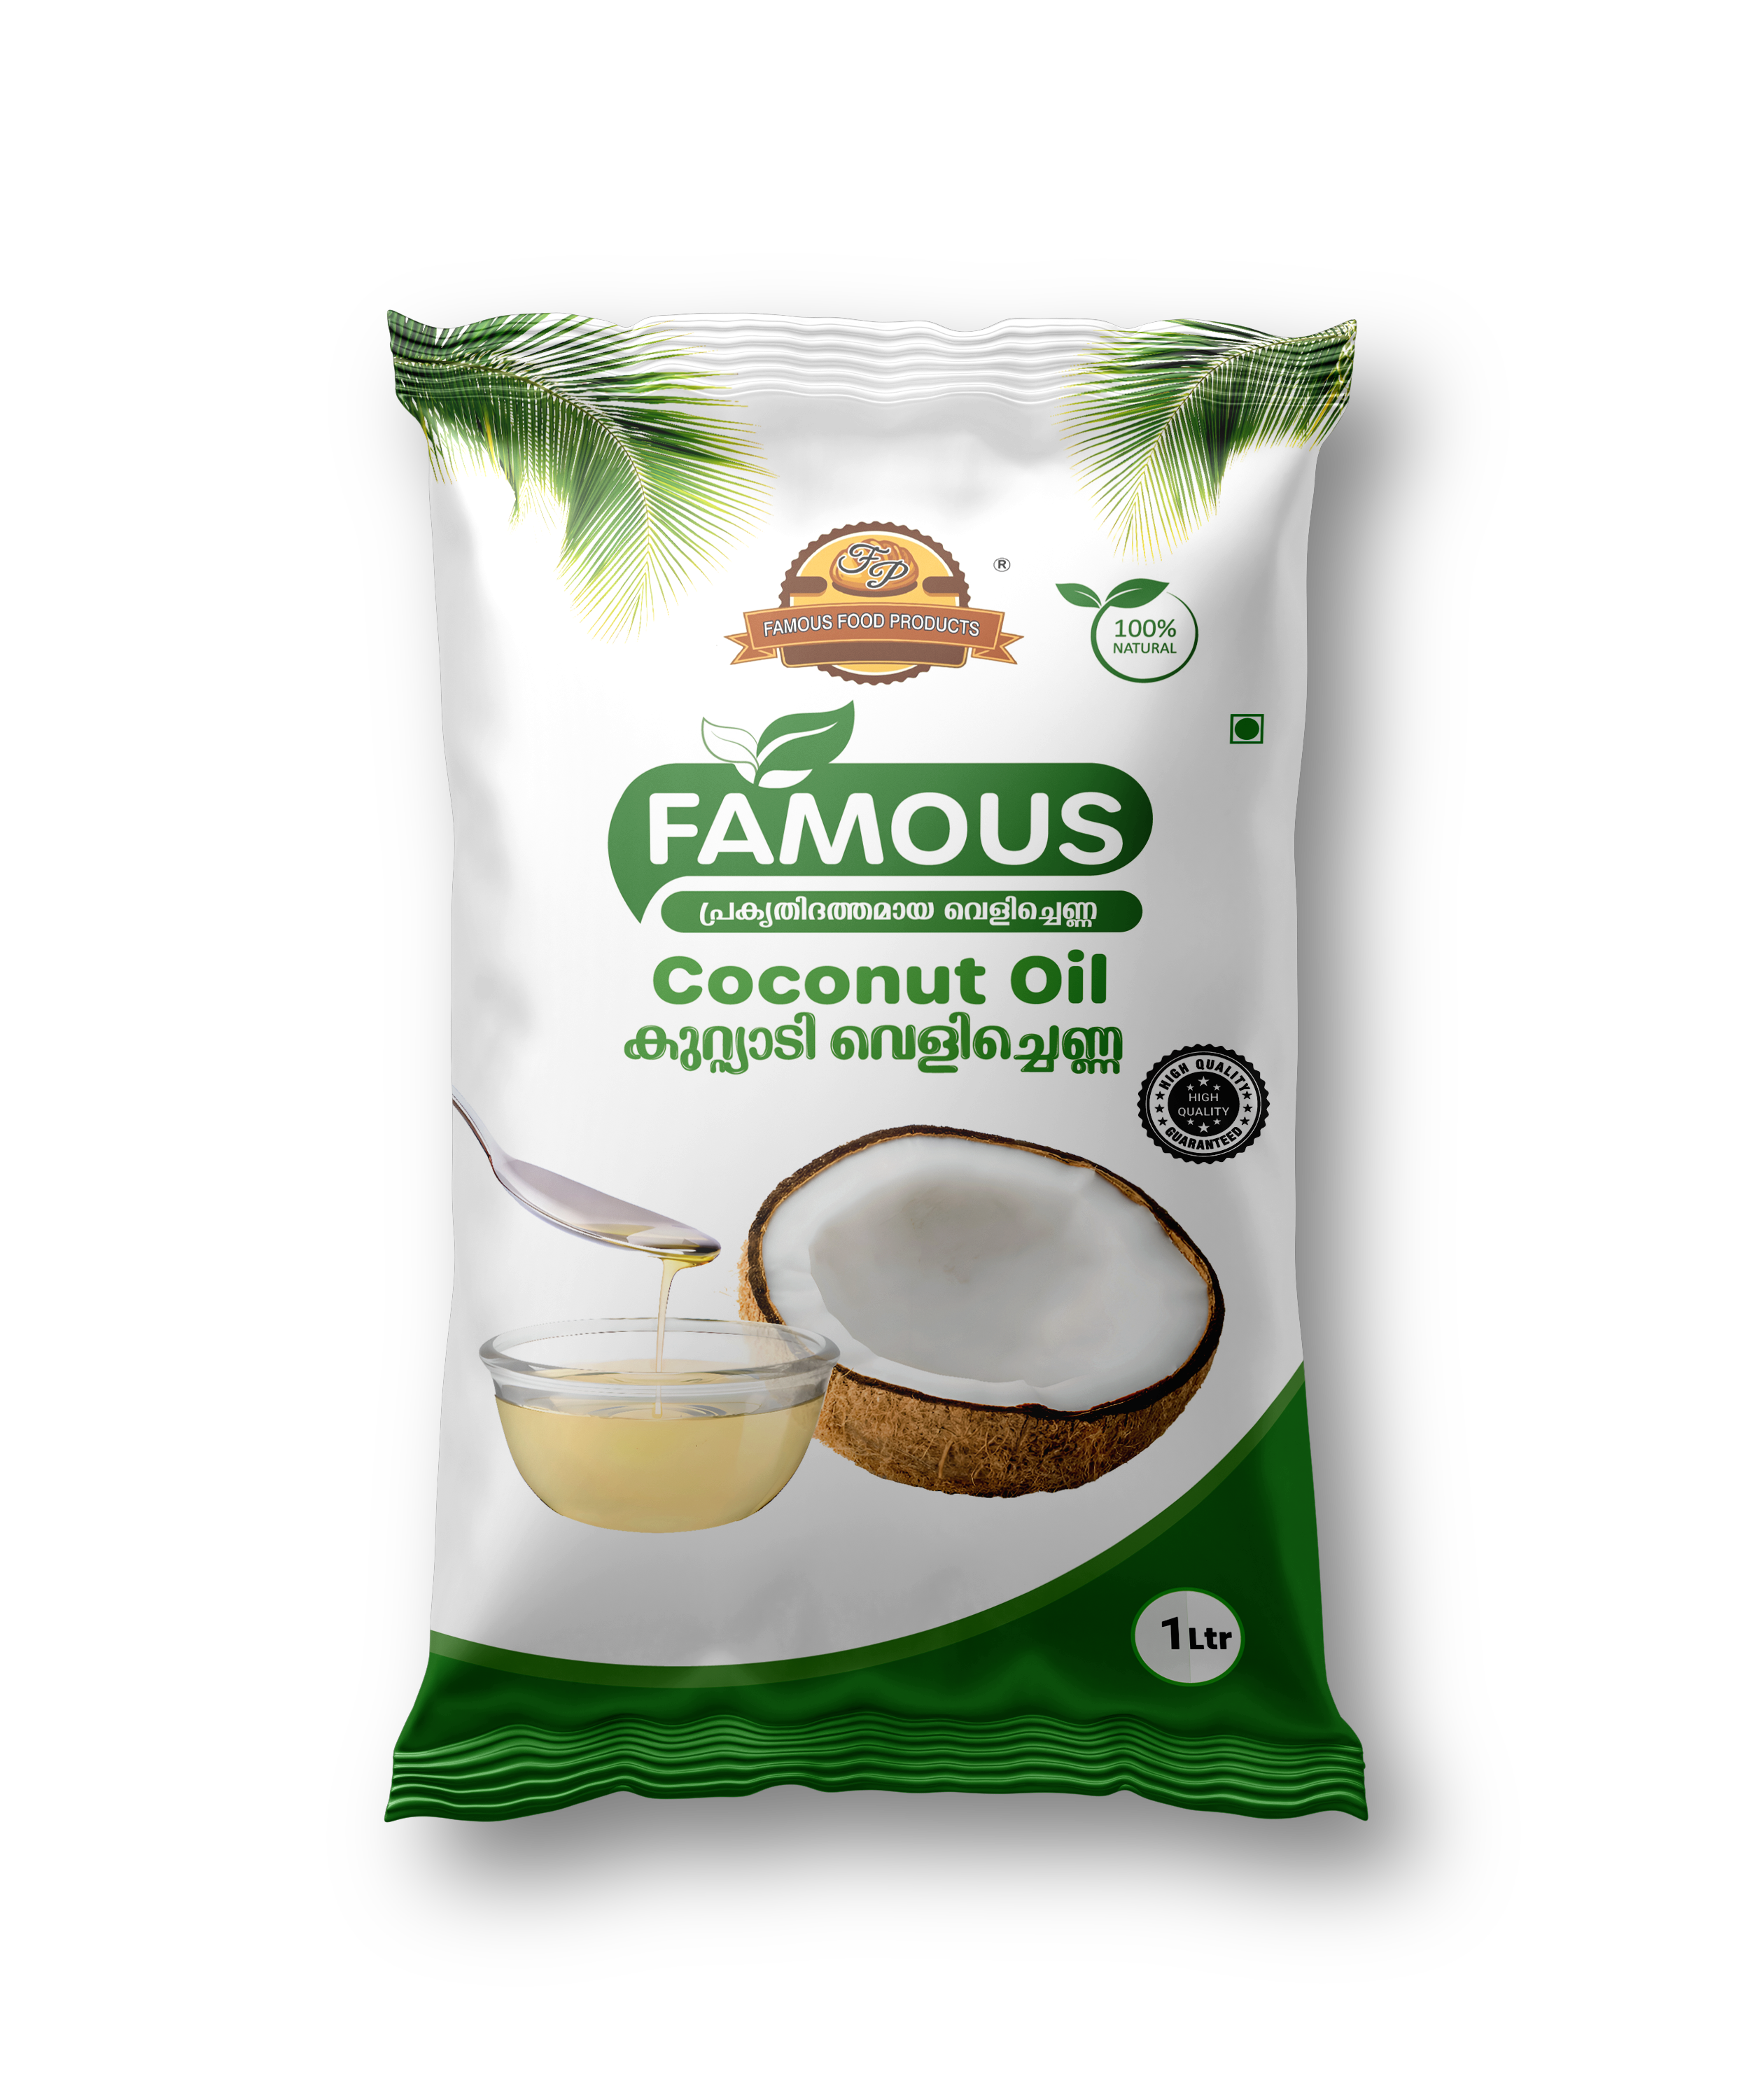 FP
®
FAMOUS FOOD PRODUCTS
100%
NATURAL
FAMOUS
പ്രകൃതിദത്തമായ വെളിച്ചെണ്ണ
Coconut Oil
കുറ്റ്യാടി വെളിച്ചെണ്ണ
HIGH QUALITY
HIGH
QUALITY
GUARANTEED
1 Ltr